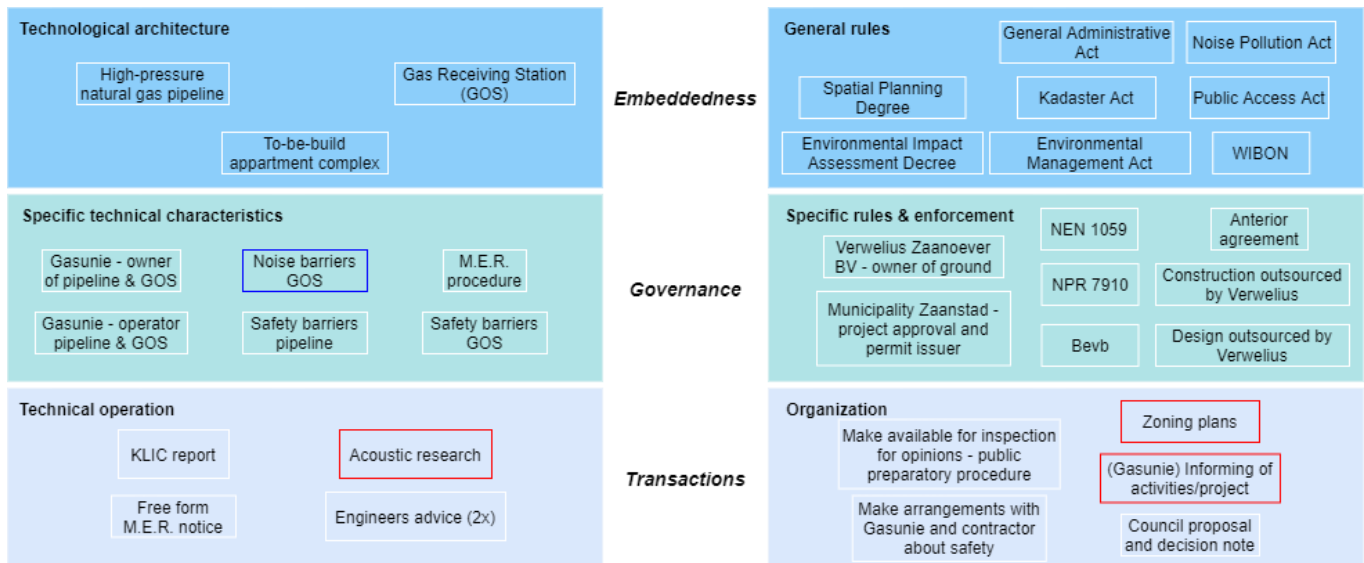 Technological architecture
High-pressure
natural gas pipeline
Gas Receiving Station
(GOS)
To-be-build
appartment complex
Embeddedness
General rules
General Administrative
Act
Noise Pollution Act
Spatial Planning
Degree
Kadaster Act
Public Access Act
Environmental Impact
Assessment Decree
Environmental
Management Act
WIBON
Specific technical characteristics
Gasunie - owner
of pipeline & GOS
Noise barriers
GOS
M.E.R.
procedure
Gasunie - operator
pipeline & GOS
Safety barriers
pipeline
Safety barriers
GOS
Governance
Specific rules & enforcement
Verwelius Zaanoever
BV - owner of ground
NEN 1059
Anterior
agreement
Municipality Zaanstad -
project approval and
permit issuer
NPR 7910
Construction outsourced
by Verwelius
Bevb
Design outsourced by
Verwelius
Technical operation
KLIC report
Acoustic research
Free form
M.E.R. notice
Engineers advice (2x)
Transactions
Organization
Make available for inspection
for opinions - public
preparatory procedure
Zoning plans
(Gasunie) Informing of
activities/project
Make arrangements with
Gasunie and contractor
about safety
Council proposal
and decision note